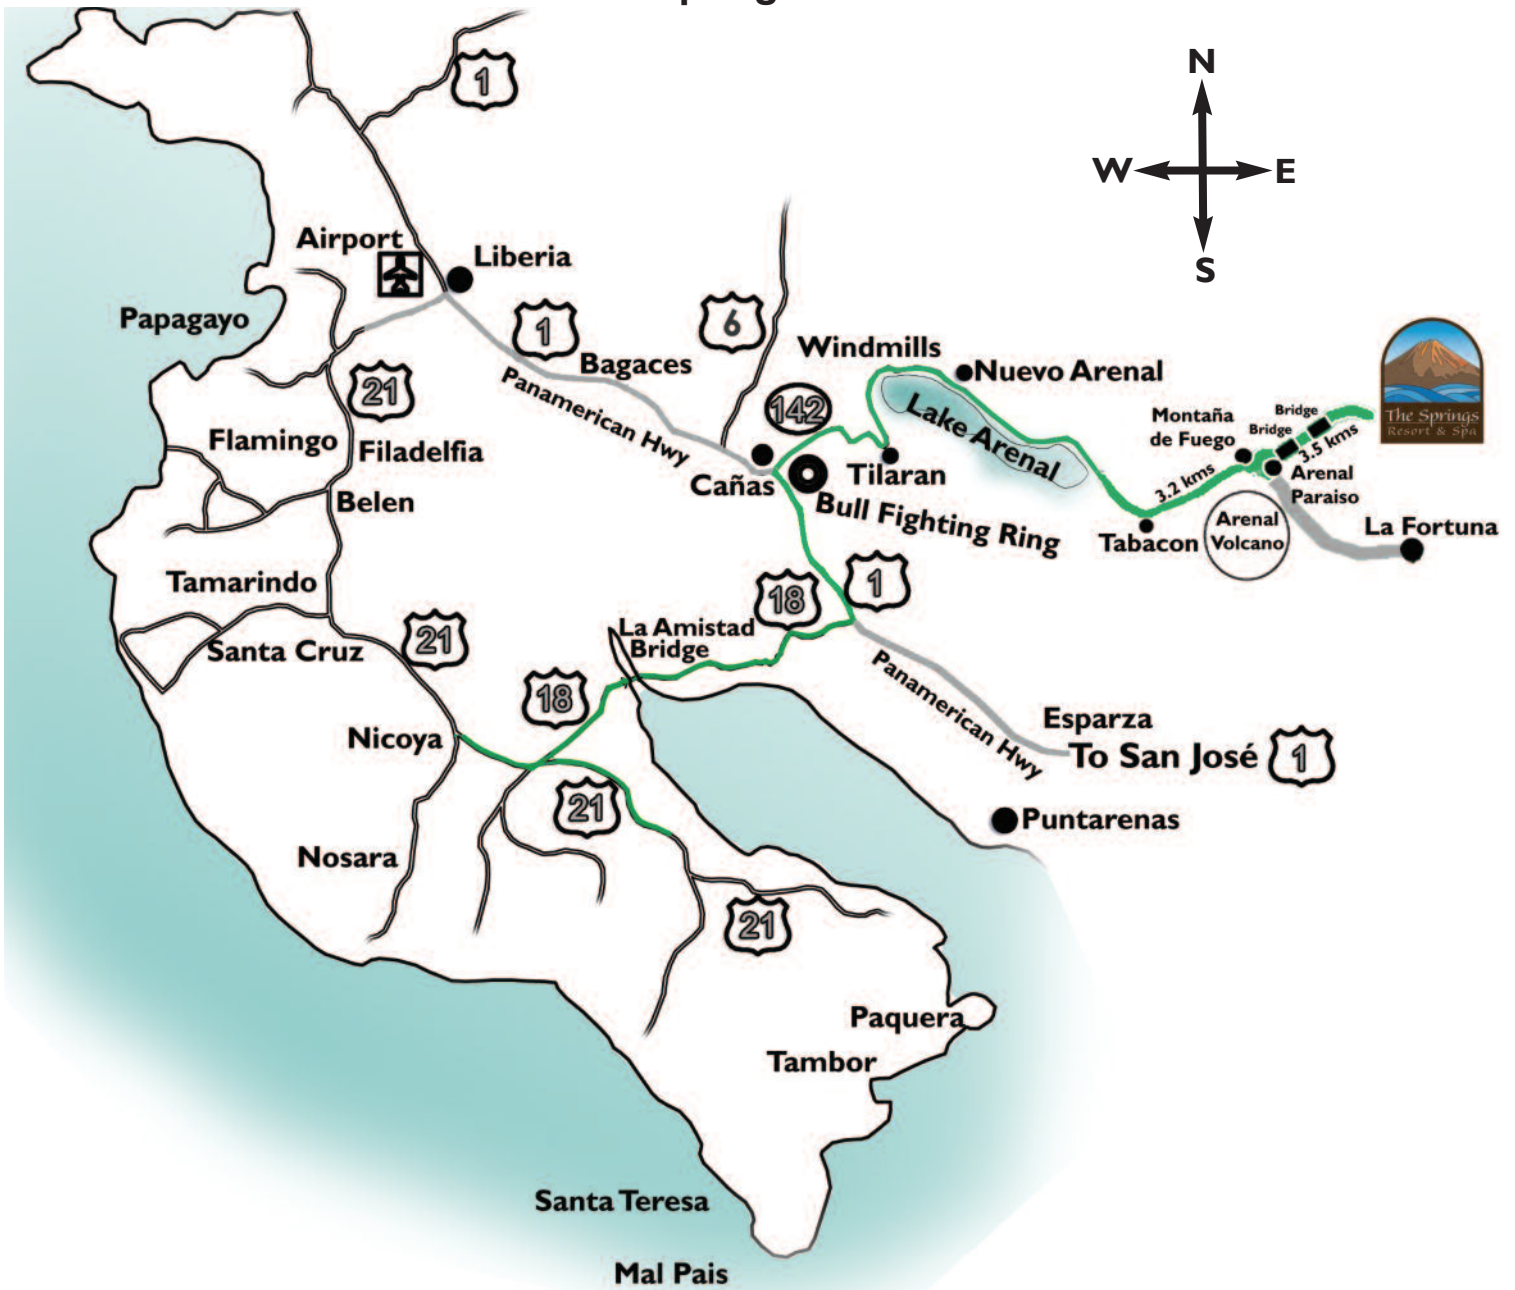 N
W
E
S
1
Airport
Liberia
Papagayo
1
6
Windmills
Bagaces
Nuevo Arenal
21
Panamerican Hwy
142
Lake Arenal
Montaña
de Fuego
Bridge
Bridge
The Springs
Resort & Spa
Flamingo
Filadelfia
3.5 kms
Cañas
Tilaran
3.2 kms
Arenal
Paraiso
Belen
Bull Fighting Ring
Tabacon
Arenal
Volcano
La Fortuna
Tamarindo
18
1
Santa Cruz
21
La Amistad
Bridge
18
Panamerican Hwy
Nicoya
Esparza
To San José
1
21
Puntarenas
Nosara
21
Paquera
Tambor
Santa Teresa
Mal Pais